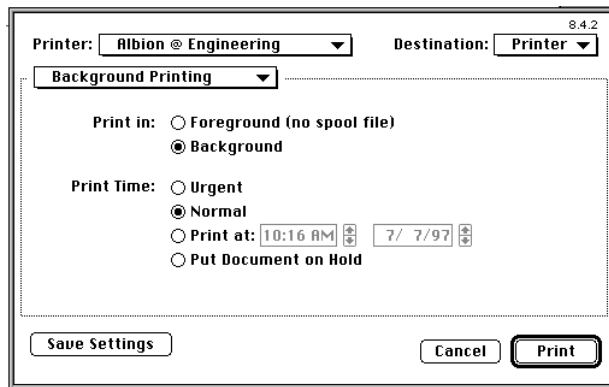 8.4.2
Printer: Albion @ Engineering Destination: Printer
Background Printing
Print in: Foreground (no spool file)
Background
Print Time: Urgent
Normal
Print at: 10:16 AM 7/ 7/97
Put Document on Hold
Save Settings
Cancel Print